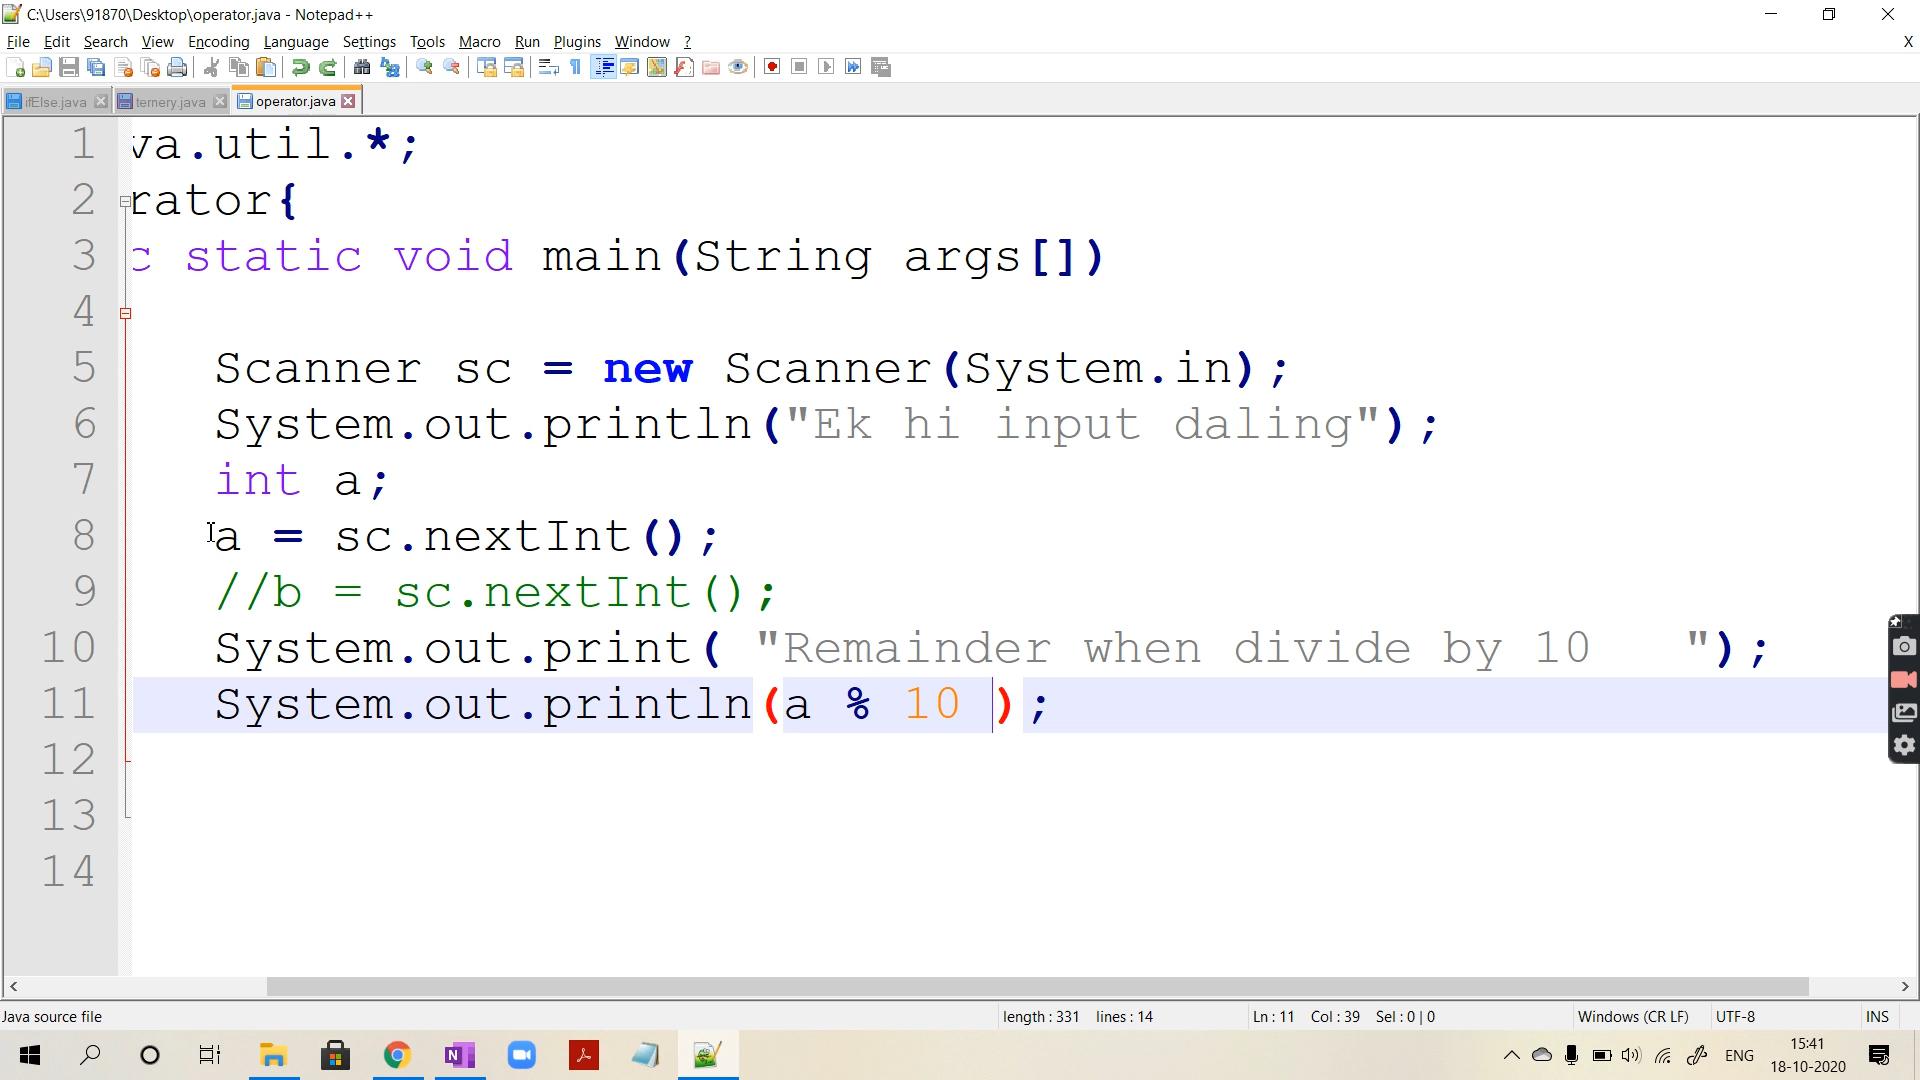 C:\Users\91870\Desktop\operator.java - Notepad++
File Edit Search View Encoding Language Settings Tools Macro Run Plugins Window ? X
ifElse.java ternery.java operator.java
1 va.util.*;
2 rator{
3 c static void main(String args[])
4
5 Scanner sc = new Scanner(System.in);
6 System.out.println("Ek hi input daling");
7 int a;
8 a = sc.nextInt();
9 //b = sc.nextInt();
10 System.out.print( "Remainder when divide by 10   ");
11 System.out.println(a % 10 );
12
13
14
Java source file length : 331 lines : 14 Ln : 11 Col : 39 Sel : 0 | 0 Windows (CR LF) UTF-8 INS
ENG 15:41
18-10-2020